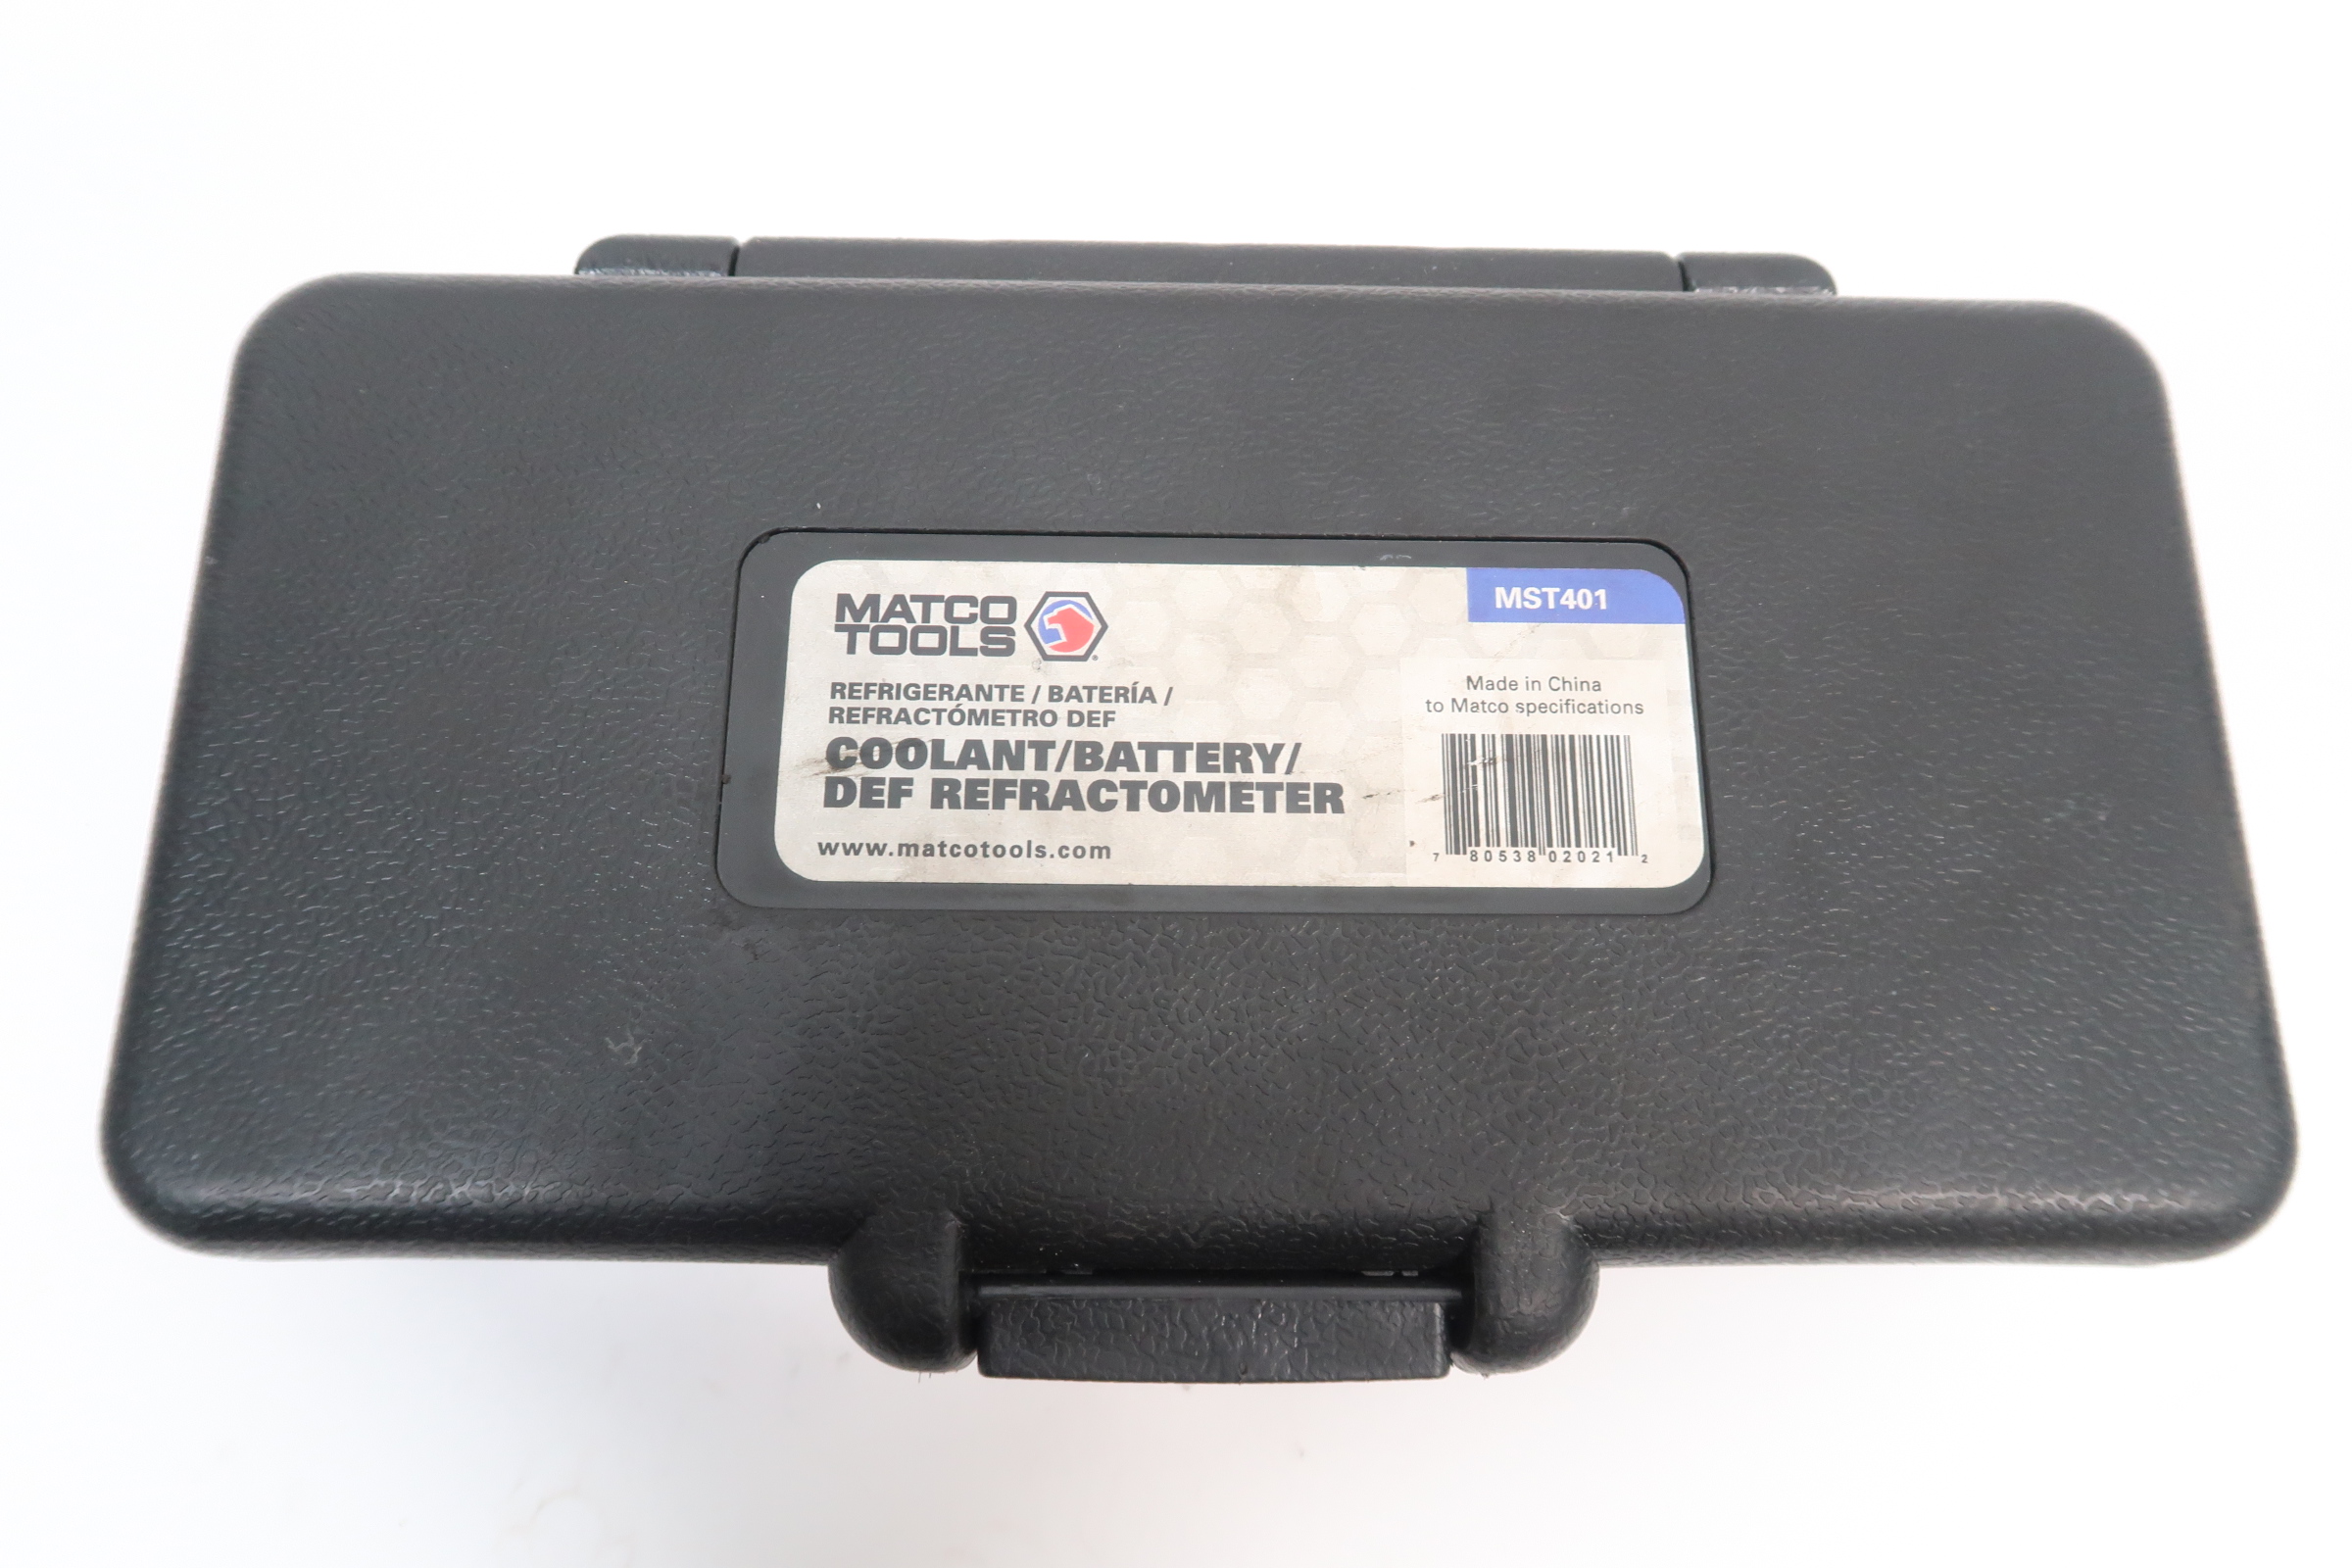 MATCO
TOOLS
MST401
REFRIGERANTE / BATERÍA /
REFRACTÓMETRO DEF
COOLANT/BATTERY/
DEF REFRACTOMETER
www.matcotools.com
Made in China
to Matco specifications
7 80538 02021 2